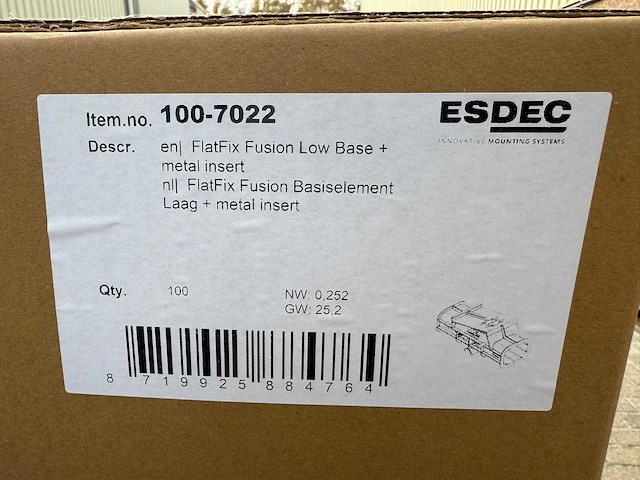 Item.no. 100-7022
ESDEC
INNOVATIVE MOUNTING SYSTEMS
Descr. en| FlatFix Fusion Low Base +
metal insert
nl| FlatFix Fusion Basiselement
Laag + metal insert
Qty. 100
NW: 0,252
GW: 25,2
8 719925 884764